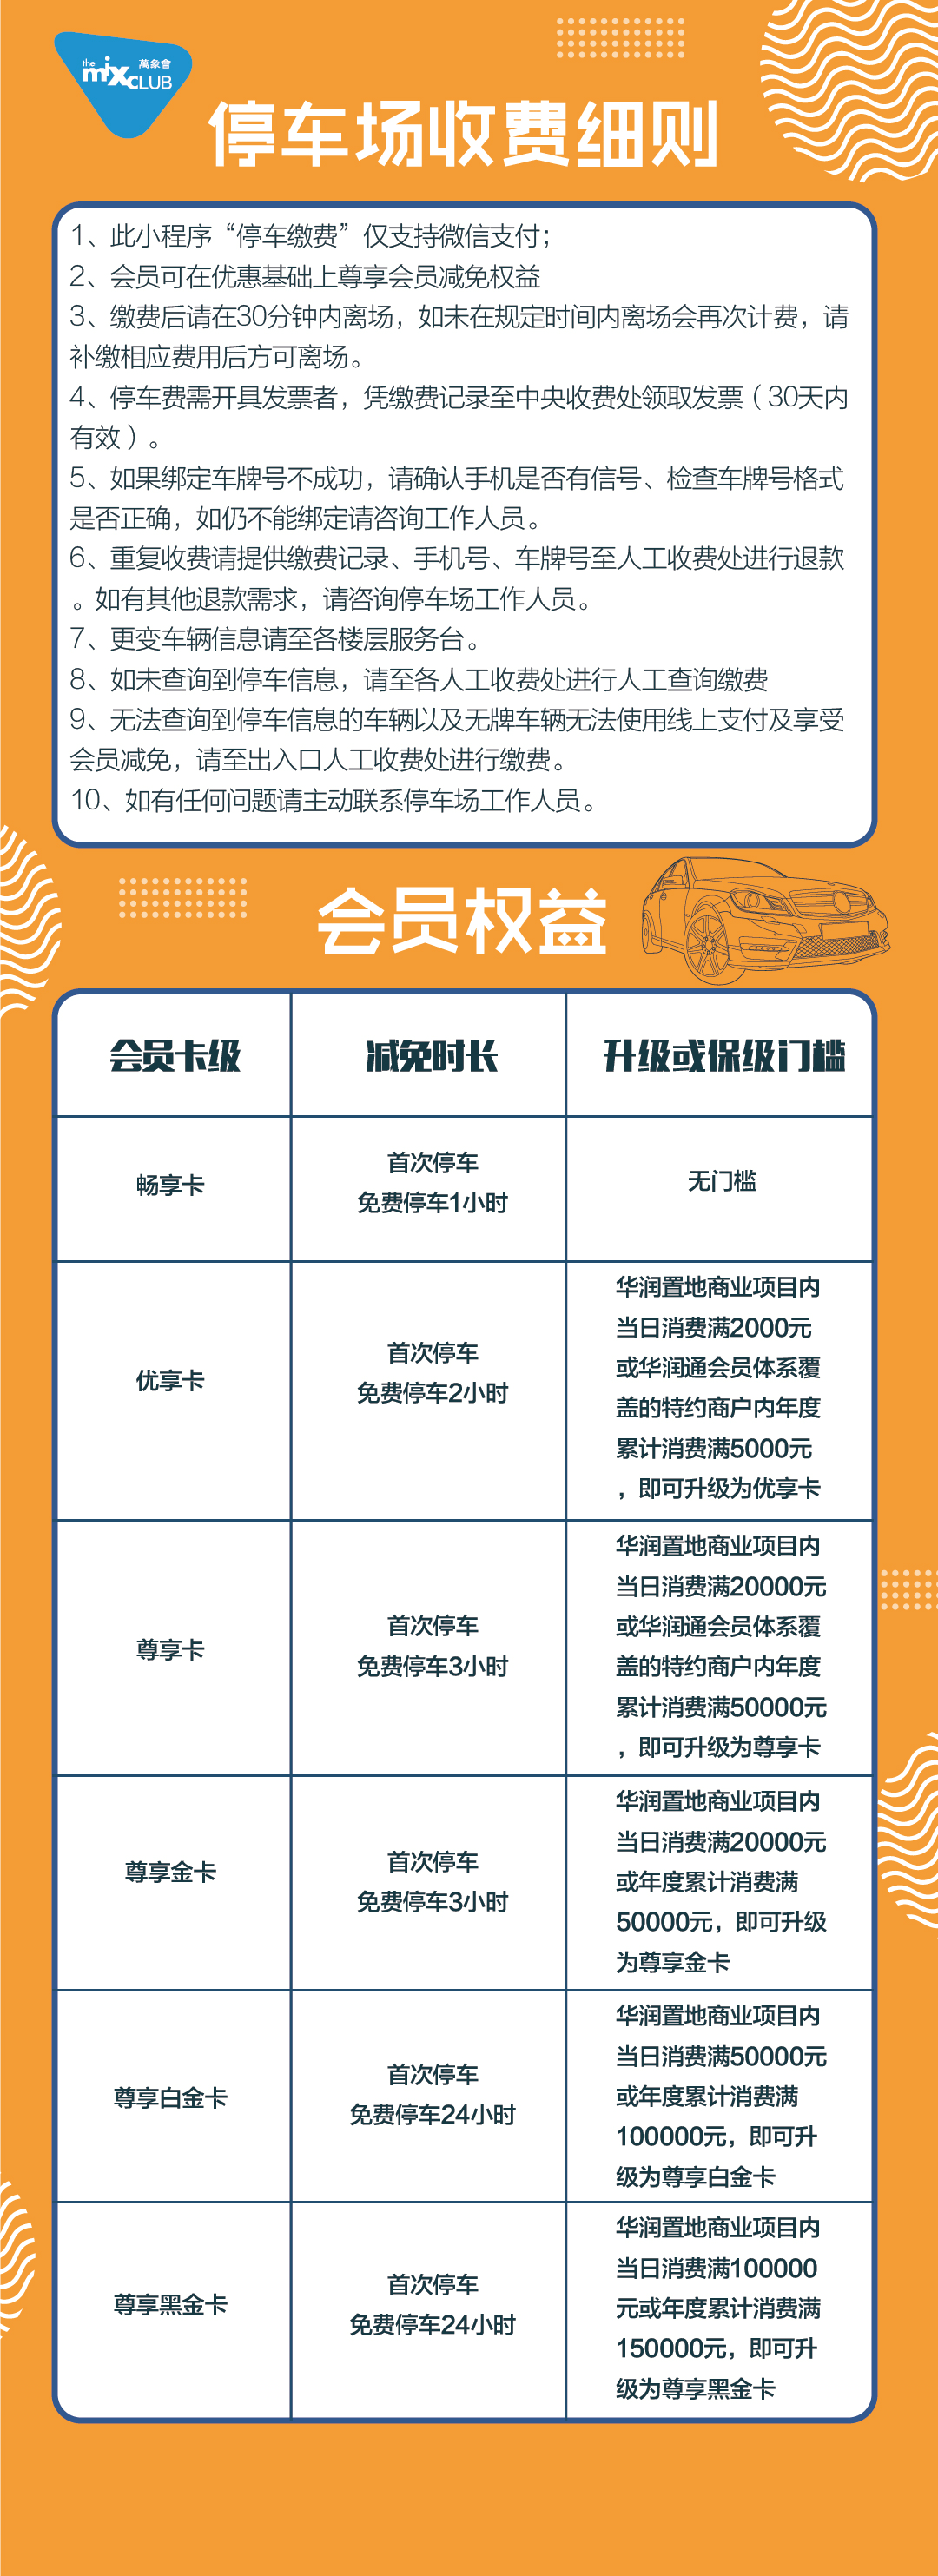 the
mixCLUB
萬象會
停车场收费细则
1、此小程序“停车缴费”仅支持微信支付；
2、会员可在优惠基础上尊享会员减免权益
3、缴费后请在30分钟内离场，如未在规定时间内离场会再次计费，请
补缴相应费用后方可离场。
4、停车费需开具发票者，凭缴费记录至中央收费处领取发票（30天内
有效）。
5、如果绑定车牌号不成功，请确认手机是否有信号、检查车牌号格式
是否正确，如仍不能绑定请咨询工作人员。
6、重复收费请提供缴费记录、手机号、车牌号至人工收费处进行退款
。如有其他退款需求，请咨询停车场工作人员。
7、更变车辆信息请至各楼层服务台。
8、如未查询到停车信息，请至各人工收费处进行人工查询缴费
9、无法查询到停车信息的车辆以及无牌车辆无法使用线上支付及享受
会员减免，请至出入口人工收费处进行缴费。
10、如有任何问题请主动联系停车场工作人员。
会员权益
会员卡级
减免时长
升级或保级门槛
畅享卡
首次停车
免费停车1小时
无门槛
优享卡
首次停车
免费停车2小时
华润置地商业项目内
当日消费满2000元
或华润通会员体系覆
盖的特约商户内年度
累计消费满5000元
，即可升级为优享卡
尊享卡
首次停车
免费停车3小时
华润置地商业项目内
当日消费满20000元
或华润通会员体系覆
盖的特约商户内年度
累计消费满50000元
，即可升级为尊享卡
尊享金卡
首次停车
免费停车3小时
华润置地商业项目内
当日消费满20000元
或年度累计消费满
50000元，即可升级
为尊享金卡
尊享白金卡
首次停车
免费停车24小时
华润置地商业项目内
当日消费满50000元
或年度累计消费满
100000元，即可升
级为尊享白金卡
尊享黑金卡
首次停车
免费停车24小时
华润置地商业项目内
当日消费满100000
元或年度累计消费满
150000元，即可升
级为尊享黑金卡